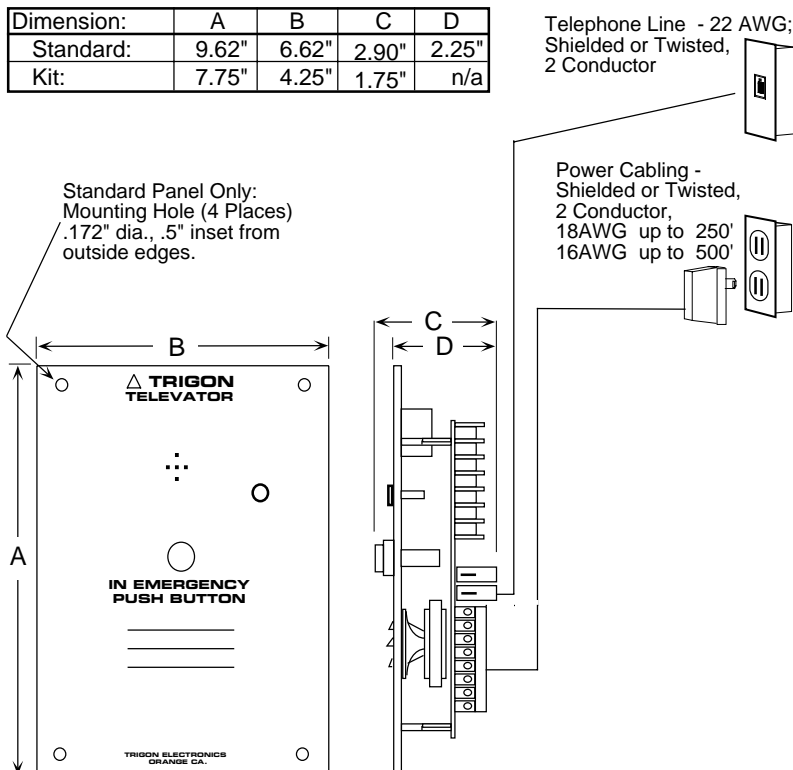 Dimension: A B C D
Standard: 9.62" 6.62" 2.90" 2.25"
Kit: 7.75" 4.25" 1.75" n/a
Telephone Line - 22 AWG;
Shielded or Twisted,
2 Conductor
Power Cabling -
Shielded or Twisted,
2 Conductor,
18AWG up to 250'
16AWG up to 500'
Standard Panel Only:
Mounting Hole (4 Places)
.172" dia., .5" inset from
outside edges.
C
D
B
A
TRIGON
TELEVATOR
IN EMERGENCY
PUSH BUTTON
TRIGON ELECTRONICS
ORANGE CA.